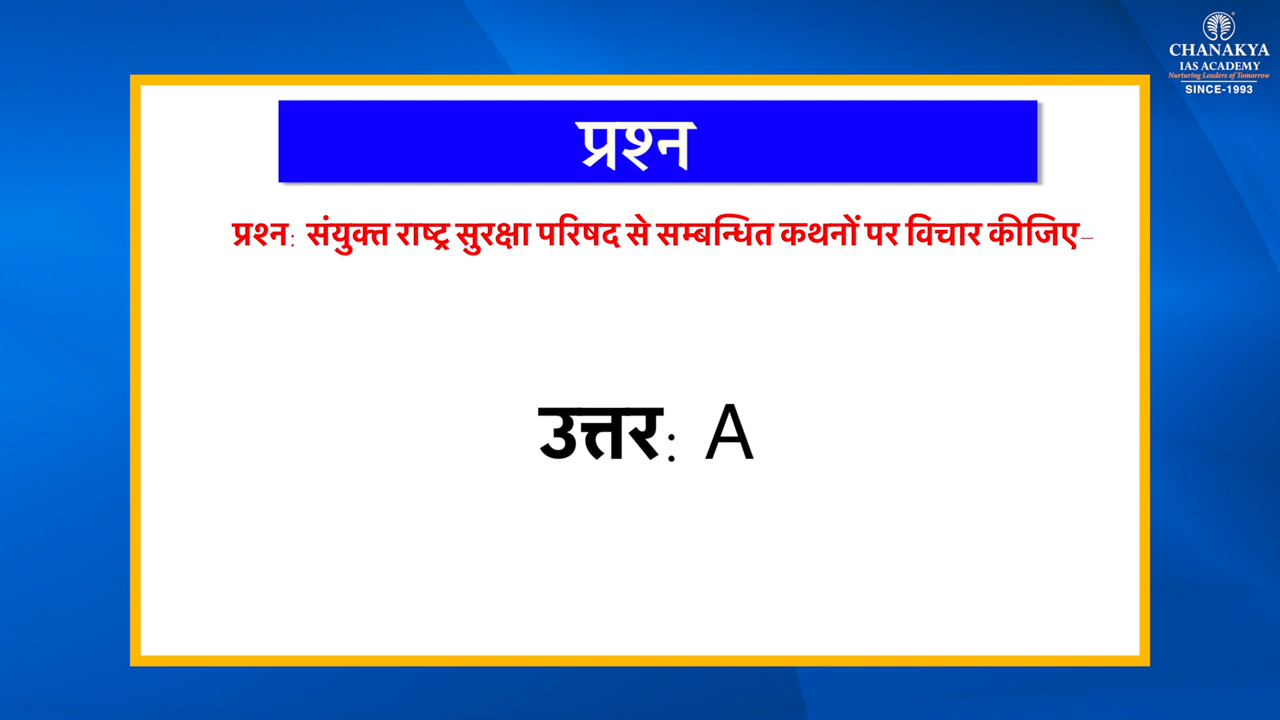 CHANAKYA
IAS ACADEMY
Nurturing Leaders of Tomorrow
SINCE-1993
प्रश्न
प्रश्न: संयुक्त राष्ट्र सुरक्षा परिषद से सम्बन्धित कथनों पर विचार कीजिए–
उत्तर: A